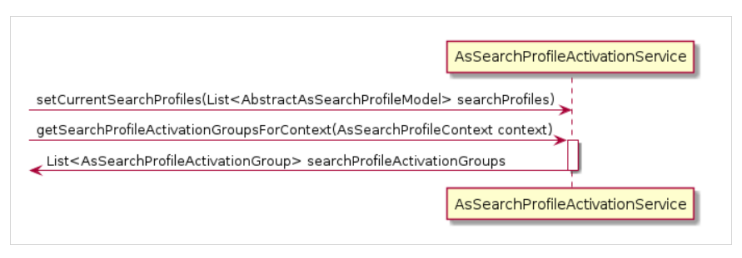 AsSearchProfileActivationService
setCurrentSearchProfiles(List<AbstractAsSearchProfileModel> searchProfiles)
getSearchProfileActivationGroupsForContext(AsSearchProfileContext context)
List<AsSearchProfileActivationGroup> searchProfileActivationGroups
AsSearchProfileActivationService